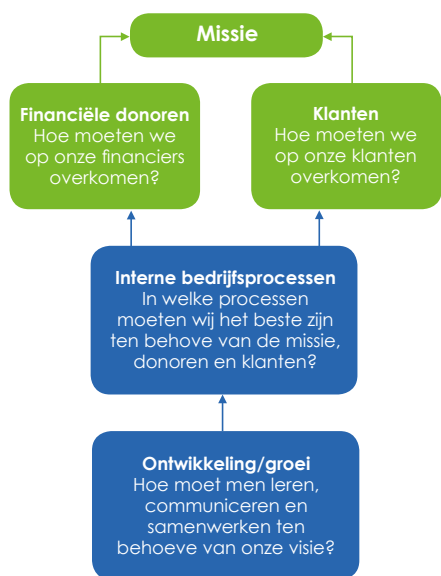 Missie
Financiële donoren
Hoe moeten we
op onze financiers
overkomen?
Klanten
Hoe moeten we
op onze klanten
overkomen?
Interne bedrijfsprocessen
In welke processen
moeten wij het beste zijn
ten behove van de missie,
donoren en klanten?
Ontwikkeling/groei
Hoe moet men leren,
communiceren en
samenwerken ten
behoeve van onze visie?